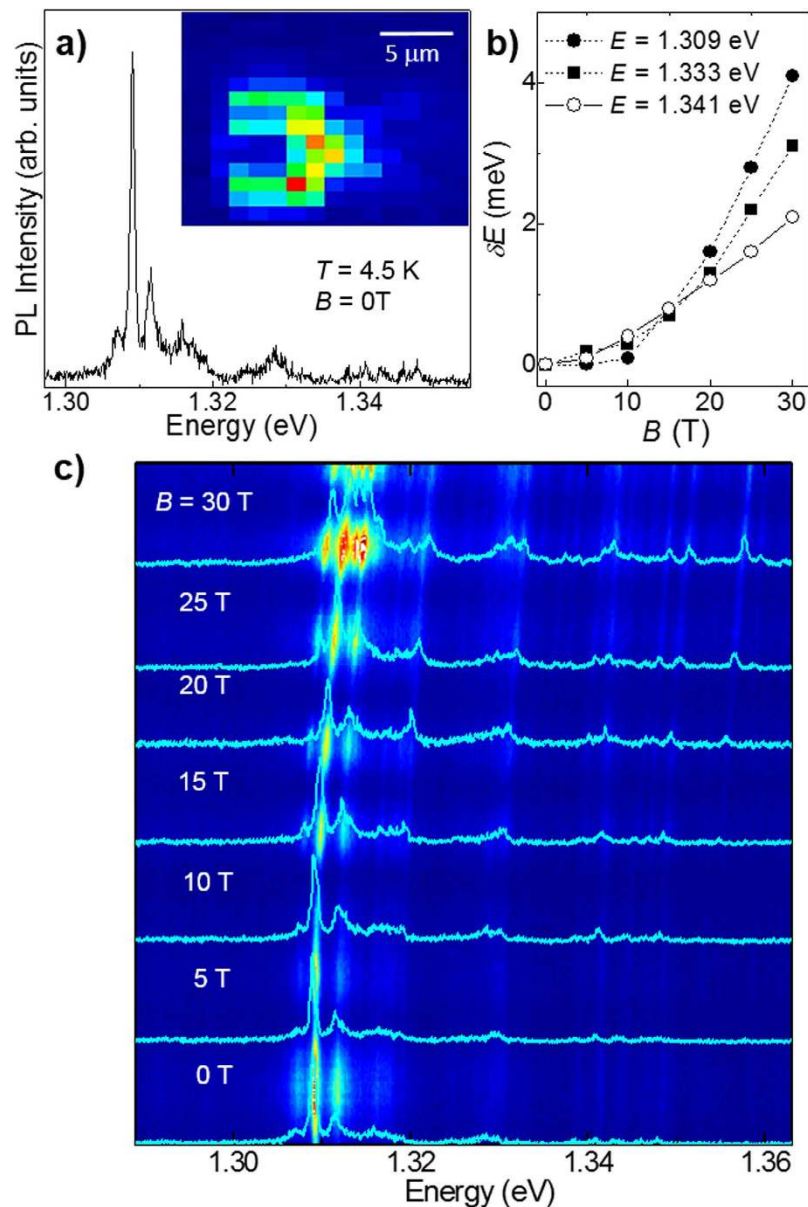 a)
5 μm
PL Intensity (arb. units)
T = 4.5 K
B = 0T
1.30 1.32 1.34
Energy (eV)
b)
E = 1.309 eV
E = 1.333 eV
E = 1.341 eV
δE (meV)
4
2
0
0 10 20 30
B (T)
c)
B = 30 T
25 T
20 T
15 T
10 T
5 T
0 T
1.30 1.32 1.34 1.36
Energy (eV)